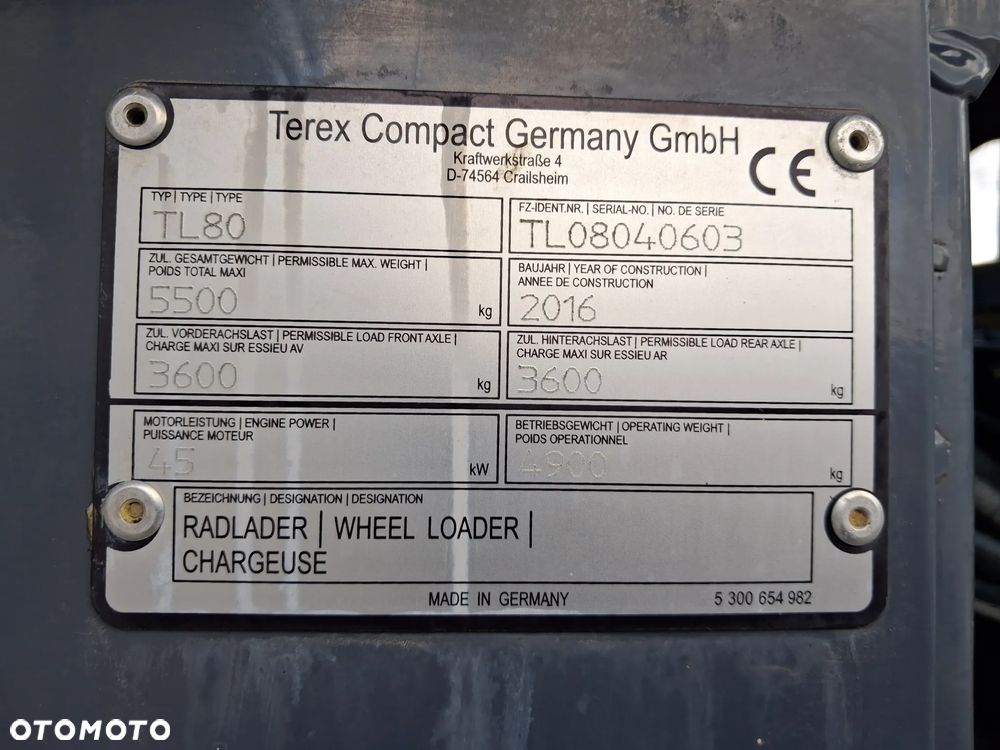 Terex Compact Germany GmbH
Kraftwerkstraße 4
D-74564 Crailsheim
CE
TYP | TYPE | TYPE
TL80
FZ-IDENT.NR. | SERIAL-NO. | NO. DE SERIE
TL08040603
ZUL. GESAMTGEWICHT | PERMISSIBLE MAX. WEIGHT |
POIDS TOTAL MAXI
5500 kg
BAUJAHR | YEAR OF CONSTRUCTION |
ANNEE DE CONSTRUCTION
2016
ZUL. VORDERACHSLAST | PERMISSIBLE LOAD FRONT AXLE |
CHARGE MAXI SUR ESSIEU AV
3600 kg
ZUL. HINTERACHSLAST | PERMISSIBLE LOAD REAR AXLE |
CHARGE MAXI SUR ESSIEU AR
3600 kg
MOTORLEISTUNG | ENGINE POWER |
PUISSANCE MOTEUR
45 kW
BETRIEBSGEWICHT | OPERATING WEIGHT |
POIDS OPERATIONNEL
4900 kg
BEZEICHNUNG | DESIGNATION | DESIGNATION
RADLADER | WHEEL LOADER |
CHARGEUSE
MADE IN GERMANY
5 300 654 982
OTOMOTO